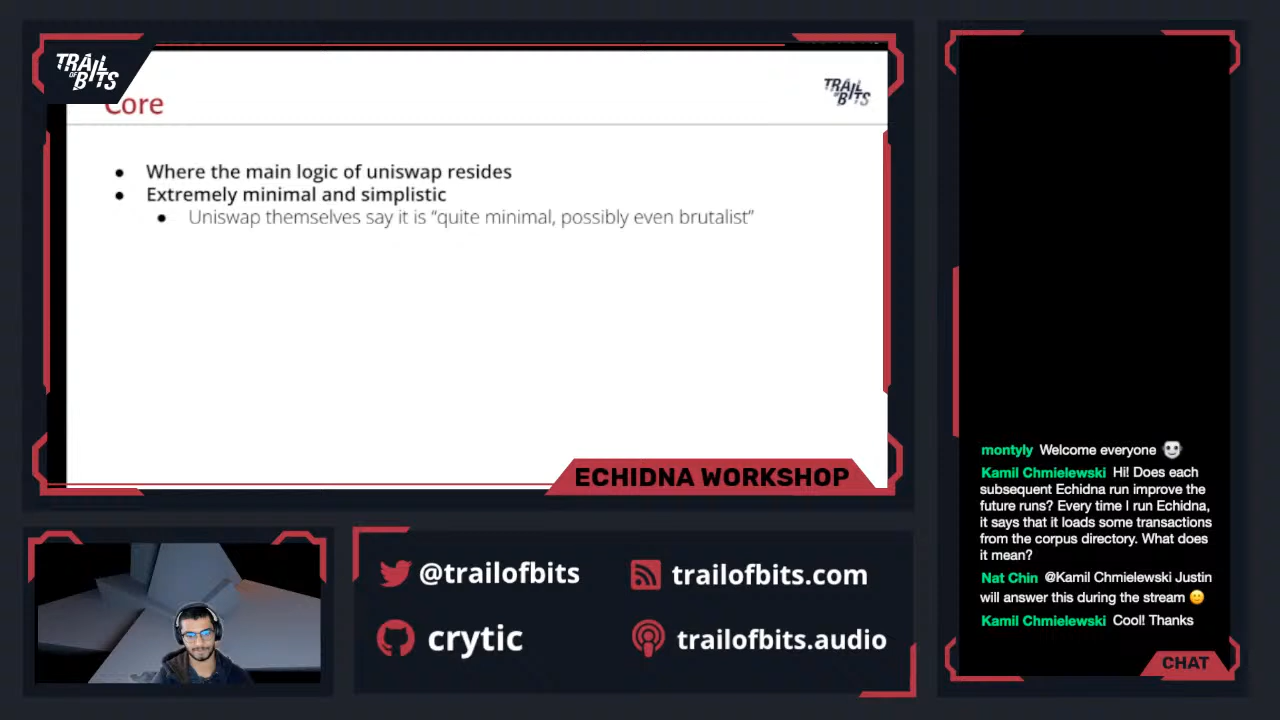 TRAIL
OF
BITS
Core
TRAIL
OF
BITS
Where the main logic of uniswap resides
Extremely minimal and simplistic
Uniswap themselves say it is “quite minimal, possibly even brutalist”
ECHIDNA WORKSHOP
@trailofbits
trailofbits.com
crytic
trailofbits.audio
montyly Welcome everyone
Kamil Chmielewski Hi! Does each
subsequent Echidna run improve the
future runs? Every time I run Echidna,
it says that it loads some transactions
from the corpus directory. What does
it mean?
Nat Chin @Kamil Chmielewski Justin
will answer this during the stream
Kamil Chmielewski Cool! Thanks
CHAT